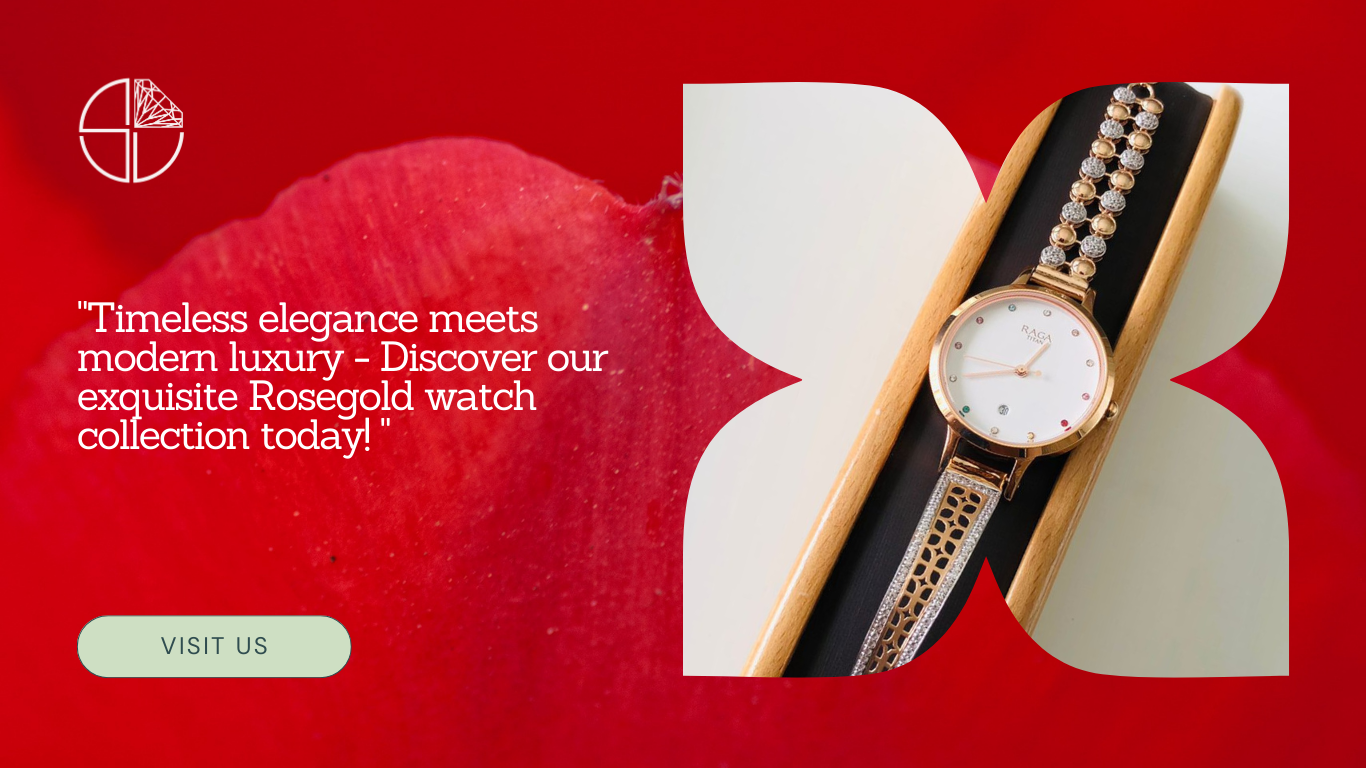 "Timeless elegance meets
modern luxury - Discover our
exquisite Rosegold watch
collection today! "
VISIT US
RAGA
TITAN